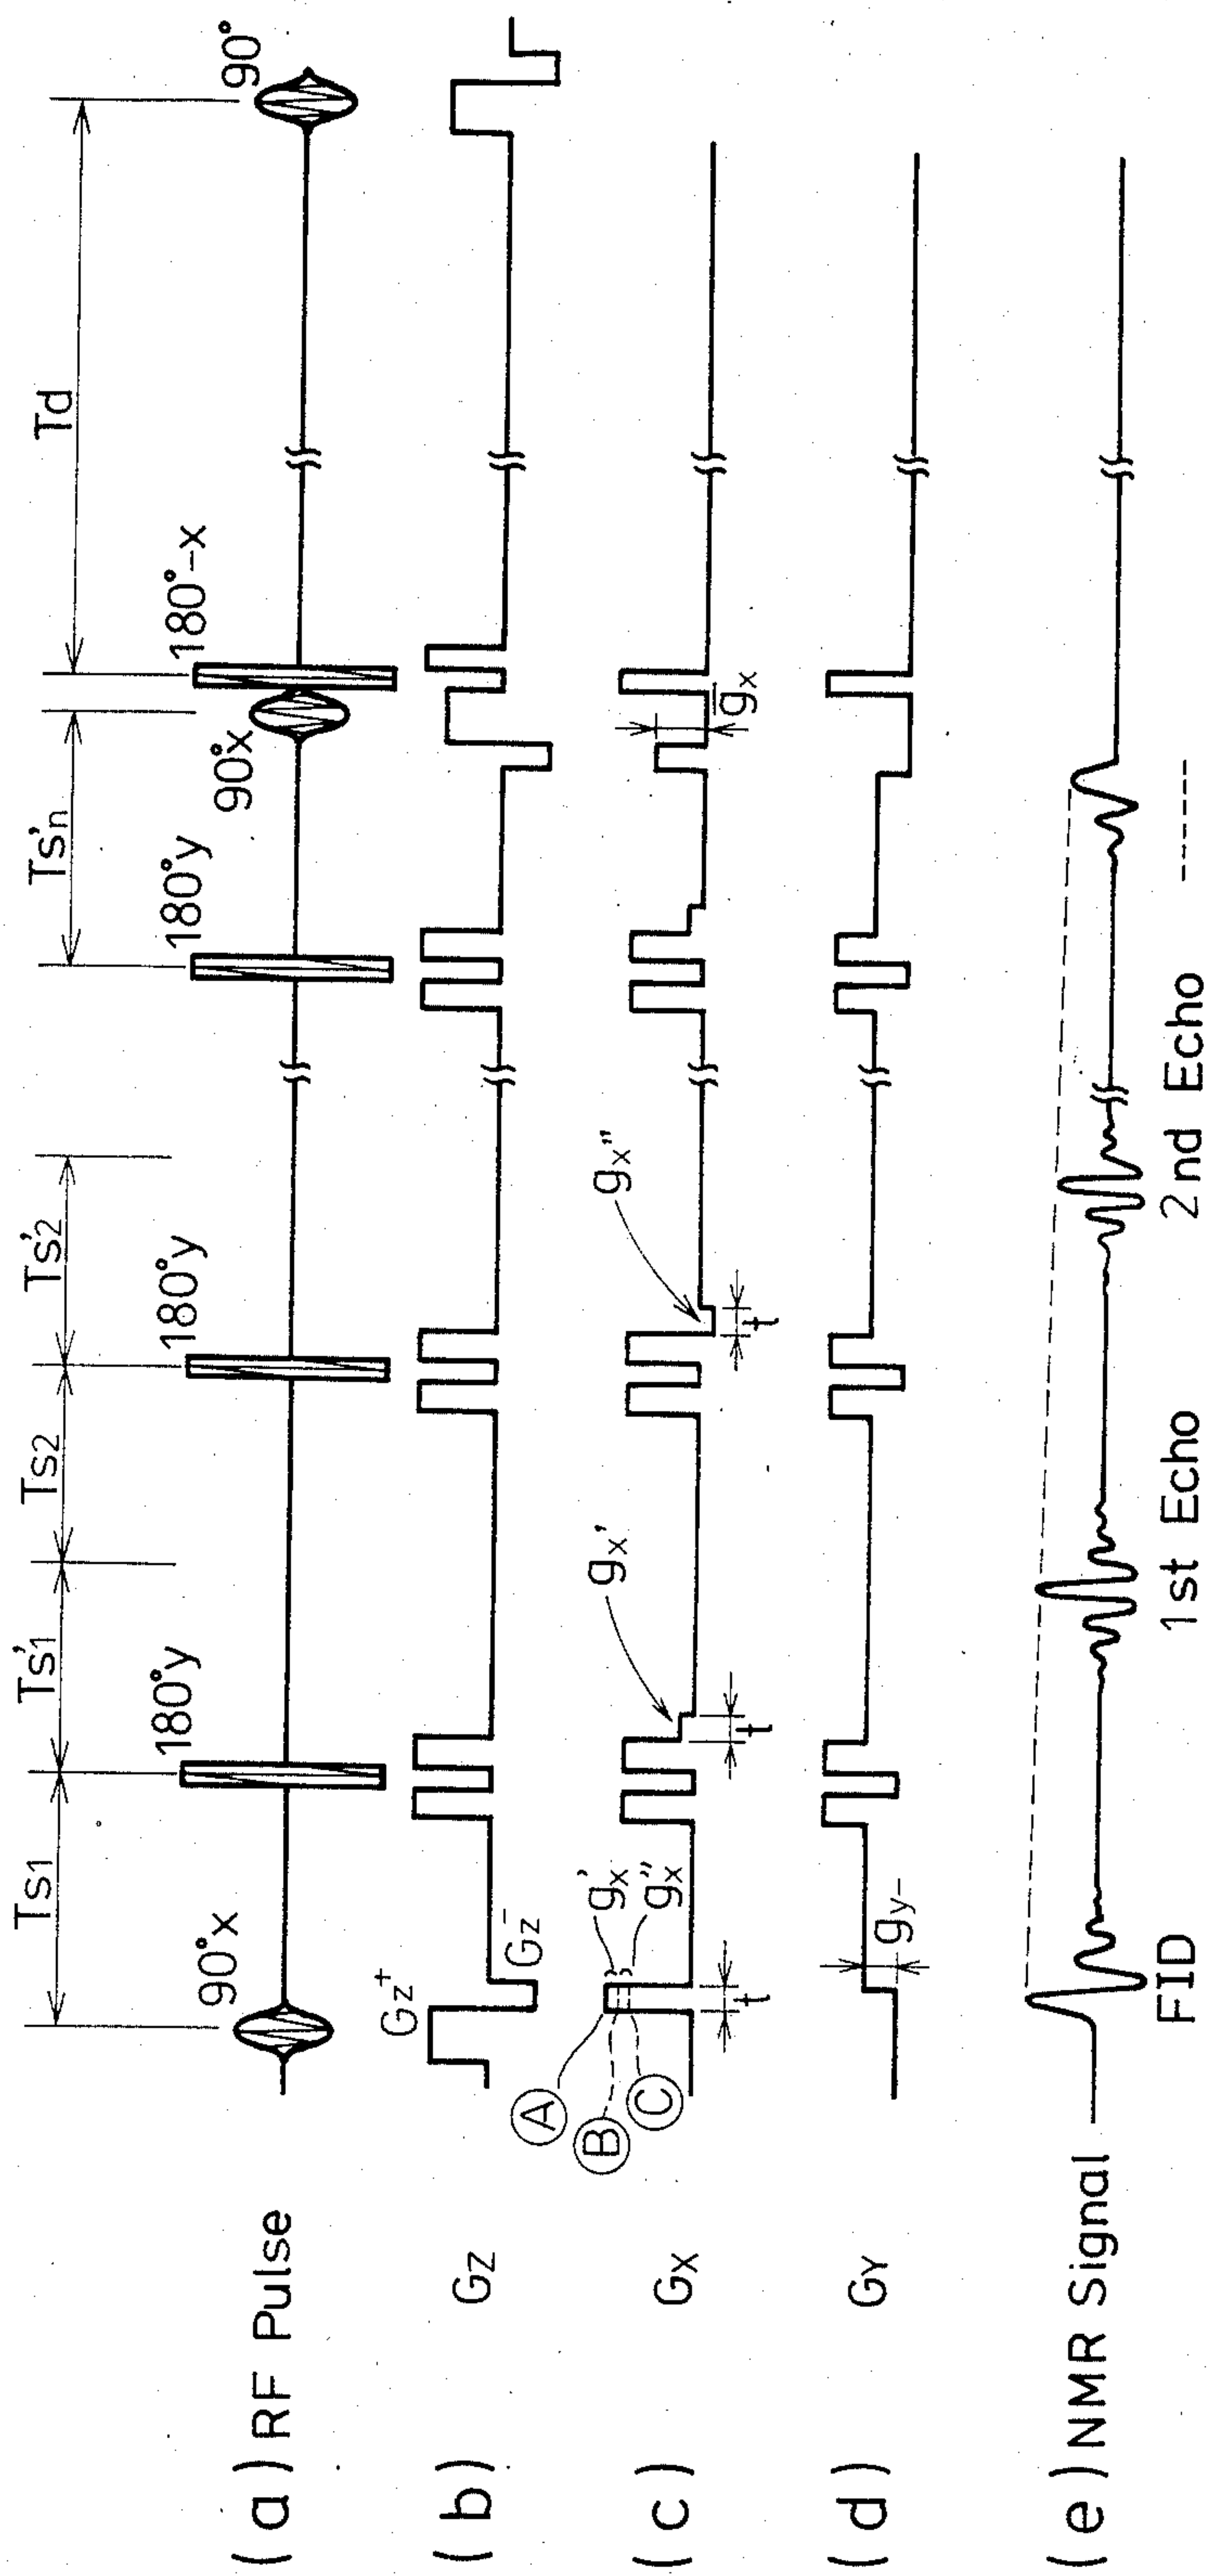 Ts1 Ts'1 Ts2 Ts'2 Ts'n Td
90°x 180°y 180°y 180°y 90°x 180°-x 90°
(a) RF Pulse
Gz+ Gz-
(b) Gz
A B C gx' gx'' t gx' t gx'' t gx
(c) Gx
gy-
(d) GY
(e) NMR Signal
FID 1st Echo 2nd Echo -----